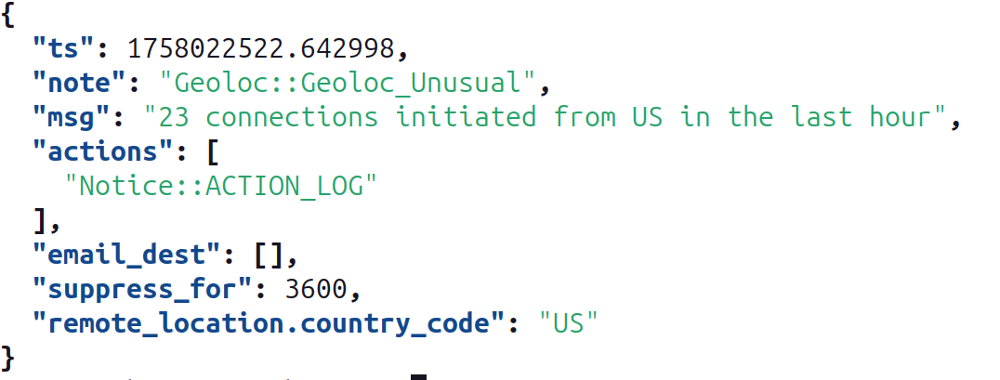 {
"ts": 1758022522.642998,
"note": "Geoloc::Geoloc_Unusual",
"msg": "23 connections initiated from US in the last hour",
"actions": [
"Notice::ACTION_LOG"
],
"email_dest": [],
"suppress_for": 3600,
"remote_location.country_code": "US"
}